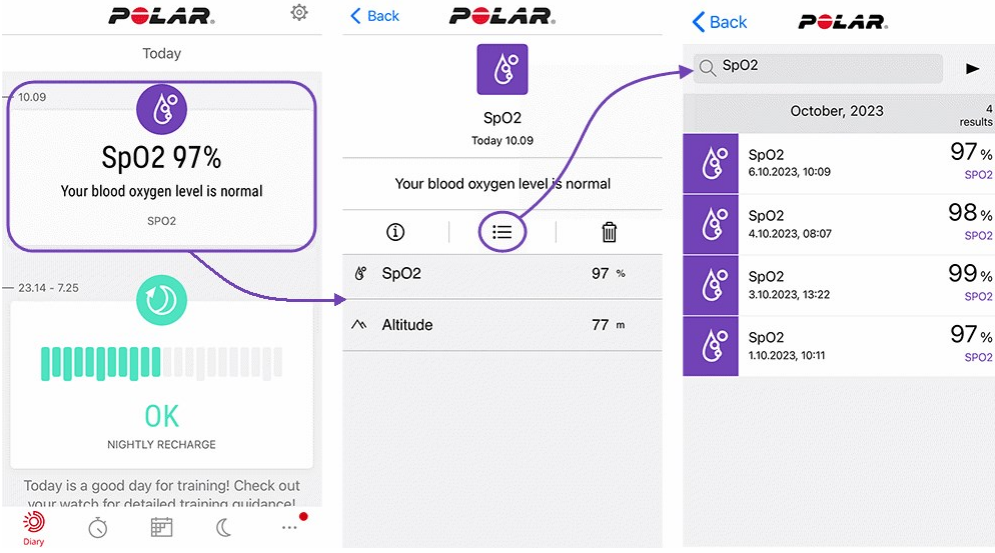 POLAR®
Today
10.09
SpO2 97%
Your blood oxygen level is normal
SPO2
23.14 - 7.25
OK
NIGHTLY RECHARGE
Today is a good day for training! Check out
your watch for detailed training guidance!
Diary
Back
POLAR®
SpO2
Today 10.09
Your blood oxygen level is normal
SpO2 97 %
Altitude 77 m
Back
POLAR®
SpO2
October, 2023 4
results
SpO2 97 %
6.10.2023, 10:09 SPO2
SpO2 98 %
4.10.2023, 08:07 SPO2
SpO2 99 %
3.10.2023, 13:22 SPO2
SpO2 97 %
1.10.2023, 10:11 SPO2